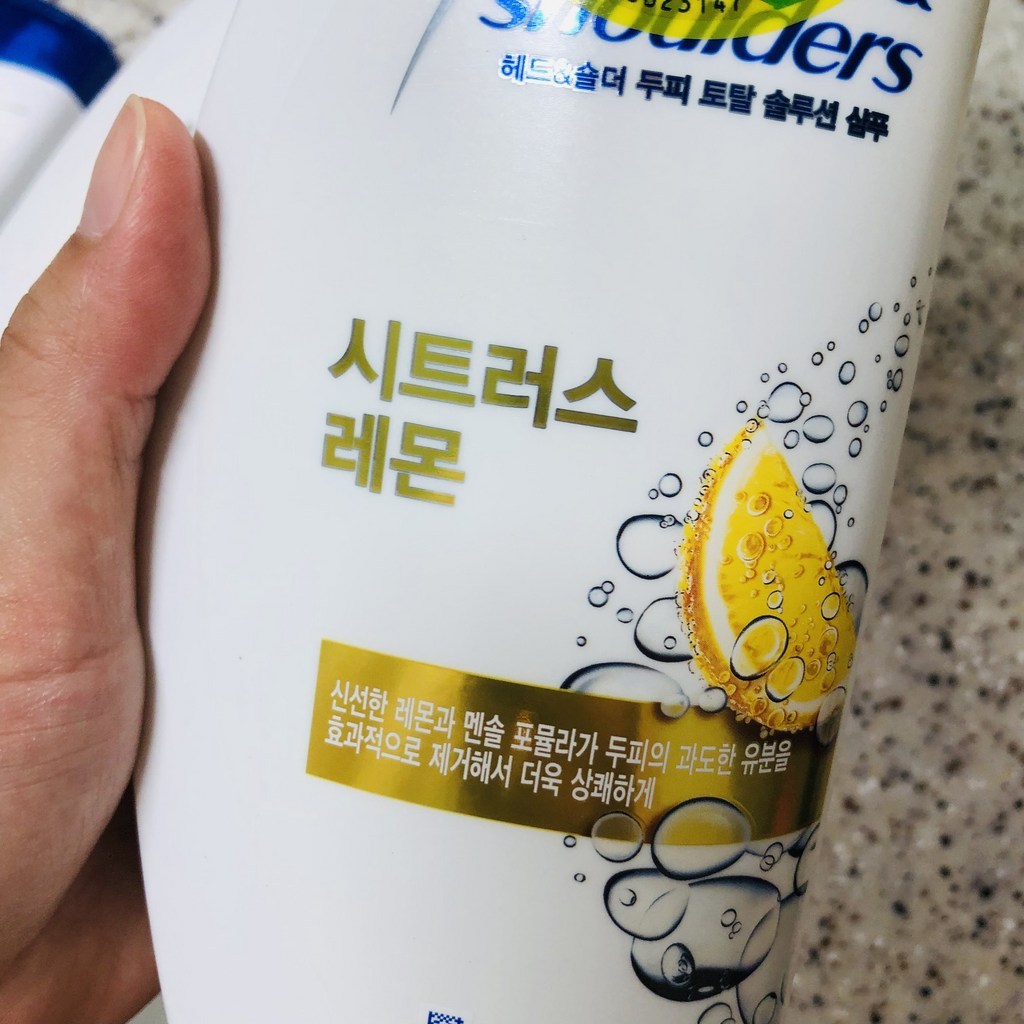 shoulders
헤드&숄더 두피 토탈 솔루션 샴푸
시트러스
레몬
신선한 레몬과 멘솔 포뮬라가 두피의 과도한 유분을
효과적으로 제거해서 더욱 상쾌하게